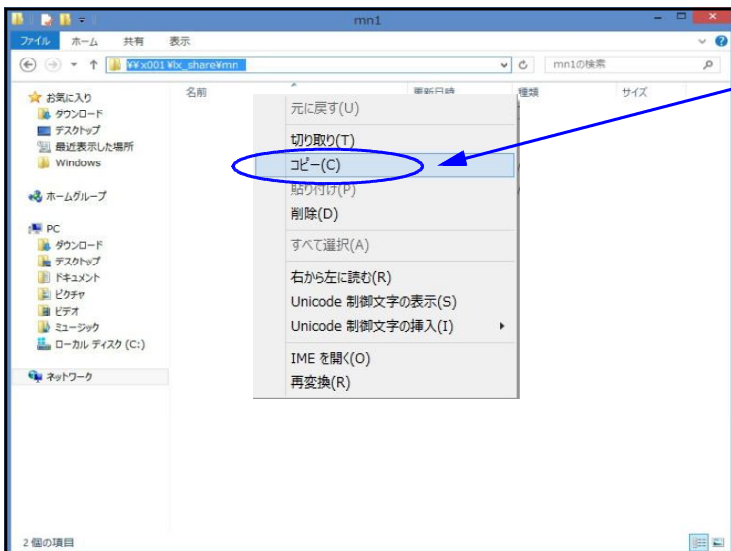 mn1
ファイル ホーム 共有 表示
¥¥x001¥lx_share¥mn
mn1の検索
名前 更新日時 種類 サイズ
お気に入り
ダウンロード
デスクトップ
最近表示した場所
Windows
ホームグループ
PC
ダウンロード
デスクトップ
ドキュメント
ピクチャ
ビデオ
ミュージック
ローカル ディスク (C:)
ネットワーク
元に戻す(U)
切り取り(T)
コピー(C)
貼り付け(P)
削除(D)
すべて選択(A)
右から左に読む(R)
Unicode 制御文字の表示(S)
Unicode 制御文字の挿入(I)
IME を開く(O)
再変換(R)
2 個の項目